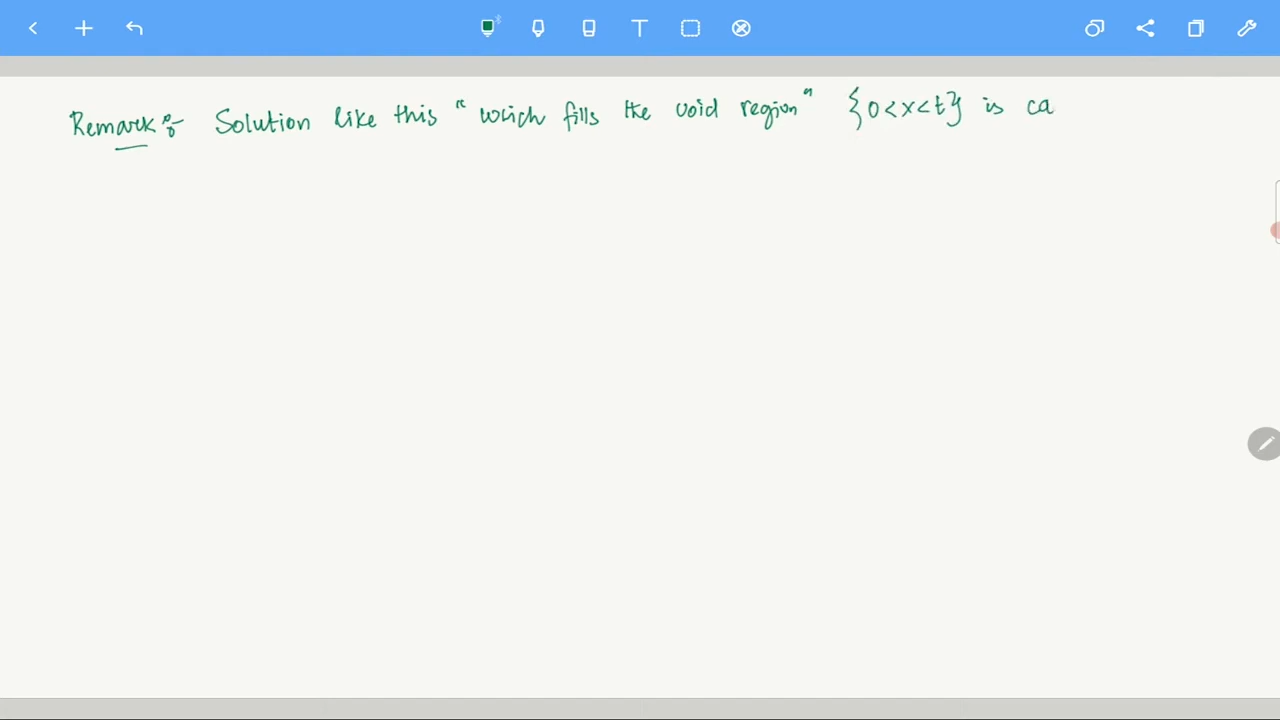 Remark :- Solution like this "which fills the void region" {0<x<t} is ca